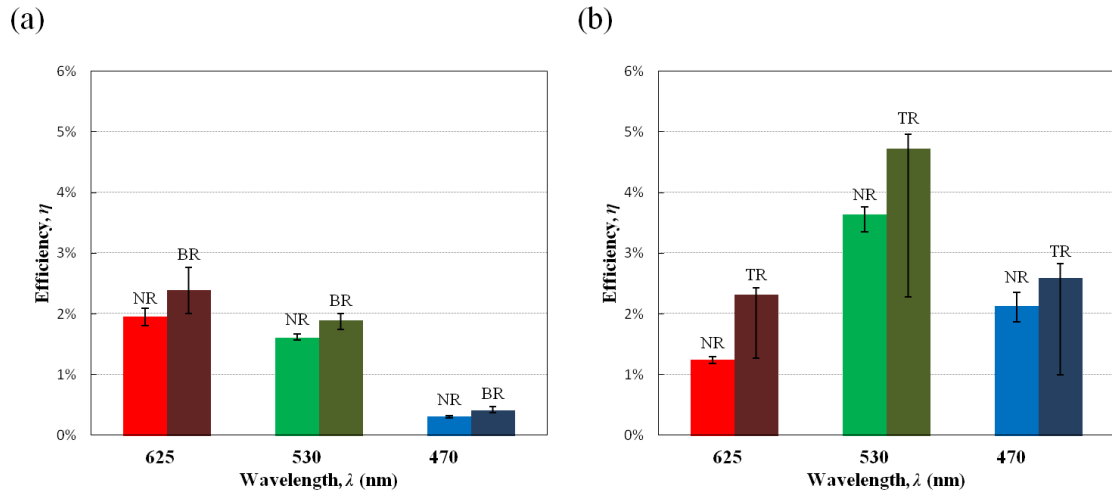 (a)
6%
5%
4%
3%
2%
1%
0%
Efficiency, η
NR
BR
NR
BR
NR
BR
625
530
470
Wavelength, λ (nm)
(b)
6%
5%
4%
3%
2%
1%
0%
Efficiency, η
NR
TR
NR
TR
NR
TR
625
530
470
Wavelength, λ (nm)